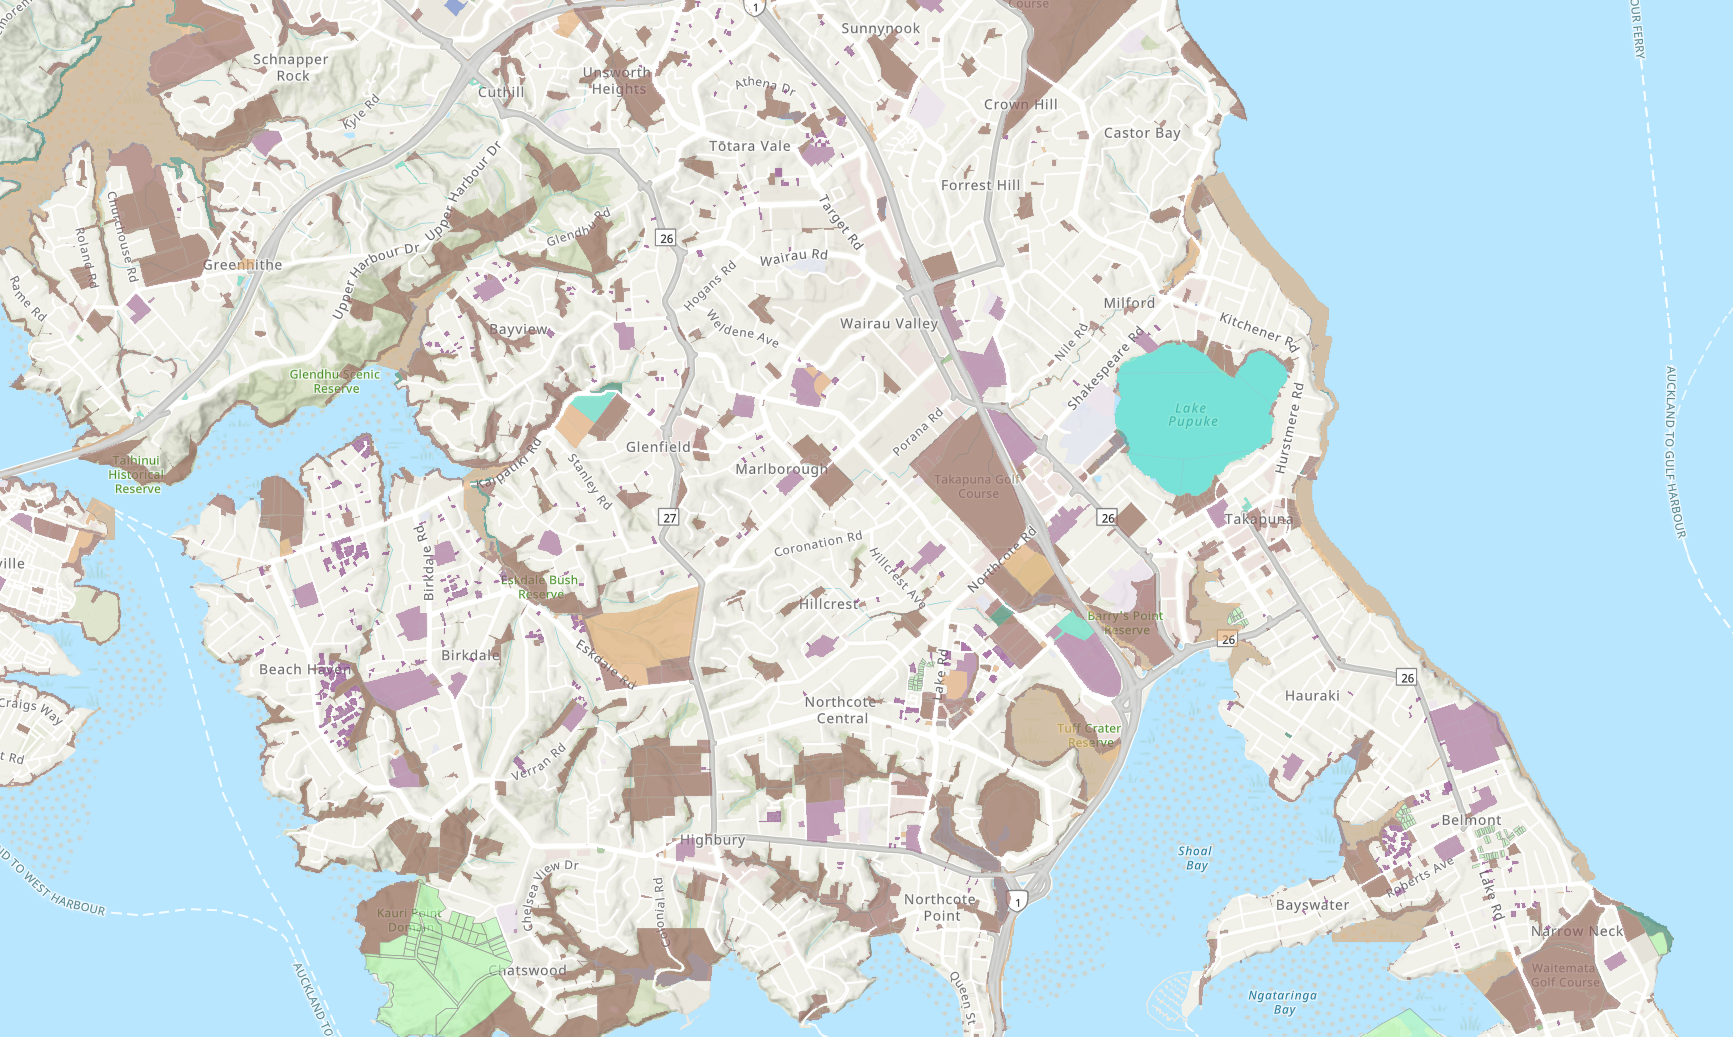 Course
1
OUR FERRY
Sunnynook
Schnapper
Rock
Unsworth
Heights
Cuthill
Athena Dr
Crown Hill
Kyle Rd
Castor Bay
Tōtara Vale
Upper Harbour Dr
Forrest Hill
Churchouse Rd
Roland Rd
Target Rd
Glendhu Rd
26
Upper Harbour Dr
Greenhithe
Wairau Rd
Hogans Rd
Rame Rd
Milford
Wairau Valley
Bayview
Weldene Ave
Kitchener Rd
Nile Rd
Shakespeare Rd
Glendhu Scenic
Reserve
Lake
Pupuke
Hurstmere Rd
AUCKLAND TO GULF HARBOUR
Porana Rd
Glenfield
Taihinui
Historical
Reserve
Kaipatiki Rd
Stanley Rd
Marlborough
Takapuna Golf
Course
27
26
Takapuna
Birkdale Rd
Coronation Rd
Northcote Rd
Hillcrest Ave
ville
Eskdale Bush
Reserve
Hillcrest
Barry's Point
Reserve
26
Beach Haven
Birkdale
Eskdale Rd
Lake Rd
26
Hauraki
Craigs Way
Northcote
Central
Tuff Crater
Reserve
t Rd
Verran Rd
Highbury
Belmont
Shoal
Bay
Chelsea View Dr
Colonial Rd
Roberts Ave
Lake Rd
D TO WEST HARBOUR
Kauri Point
Domain
Northcote
Point
1
Bayswater
Narrow Neck
Chatswood
Waitemata
Golf Course
Queen St
Ngataringa
Bay
AUCKLAND TO